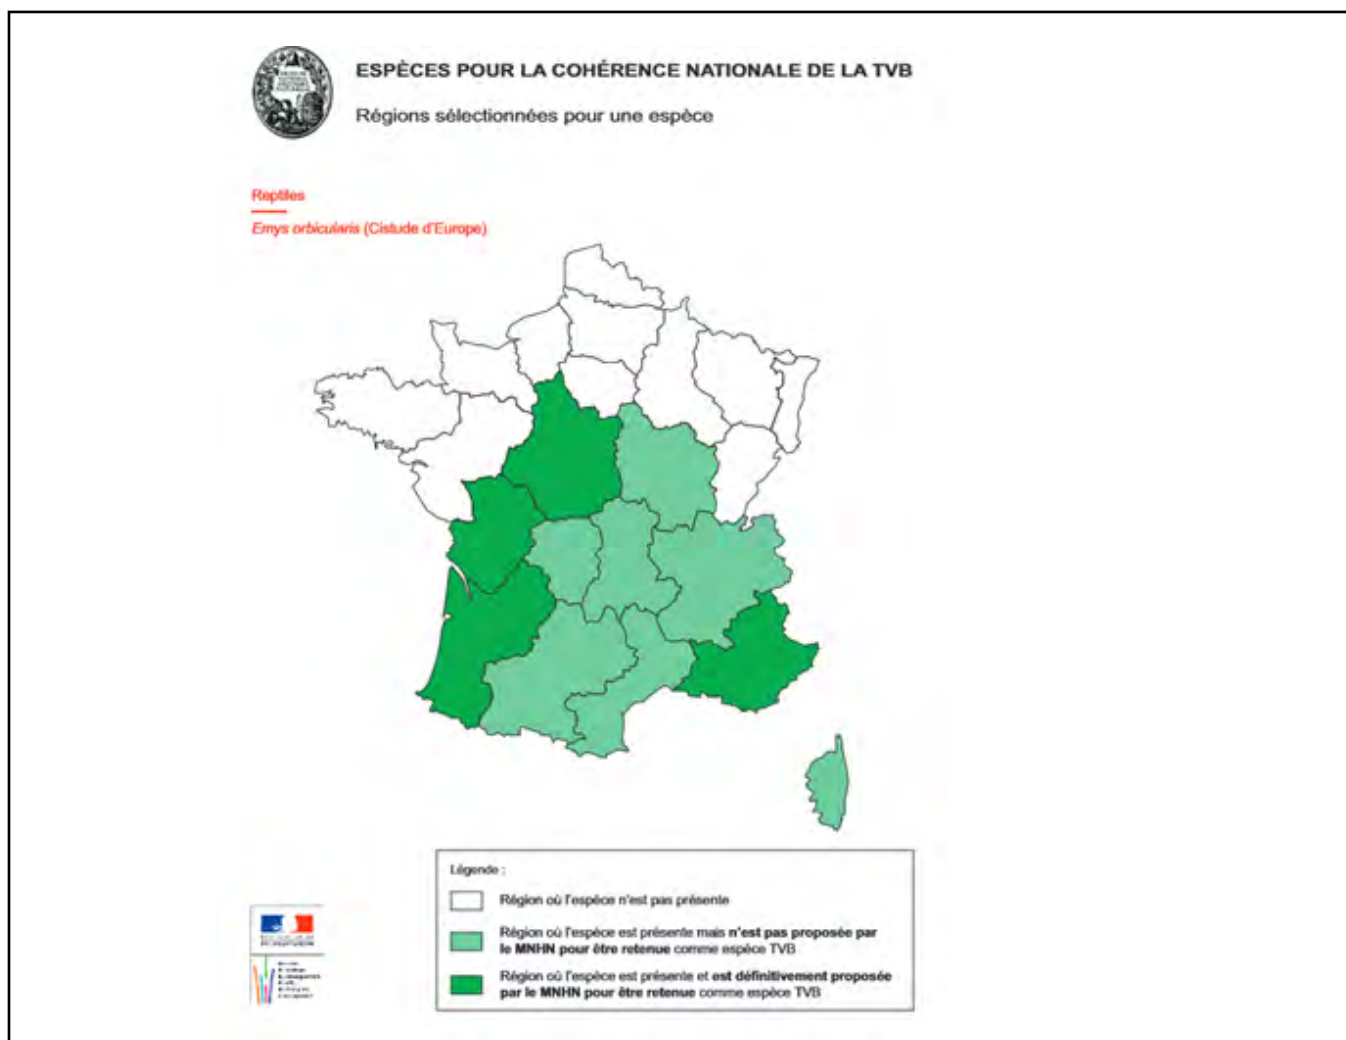 ESPÈCES POUR LA COHÉRENCE NATIONALE DE LA TVB
Régions sélectionnées pour une espèce
Reptiles
Emys orbicularis (Cistude d'Europe)
Légende :
Région où l'espèce n'est pas présente
Région où l'espèce est présente mais n'est pas proposée par
le MNHN pour être retenue comme espèce TVB
Région où l'espèce est présente et est définitivement proposée
par le MNHN pour être retenue comme espèce TVB